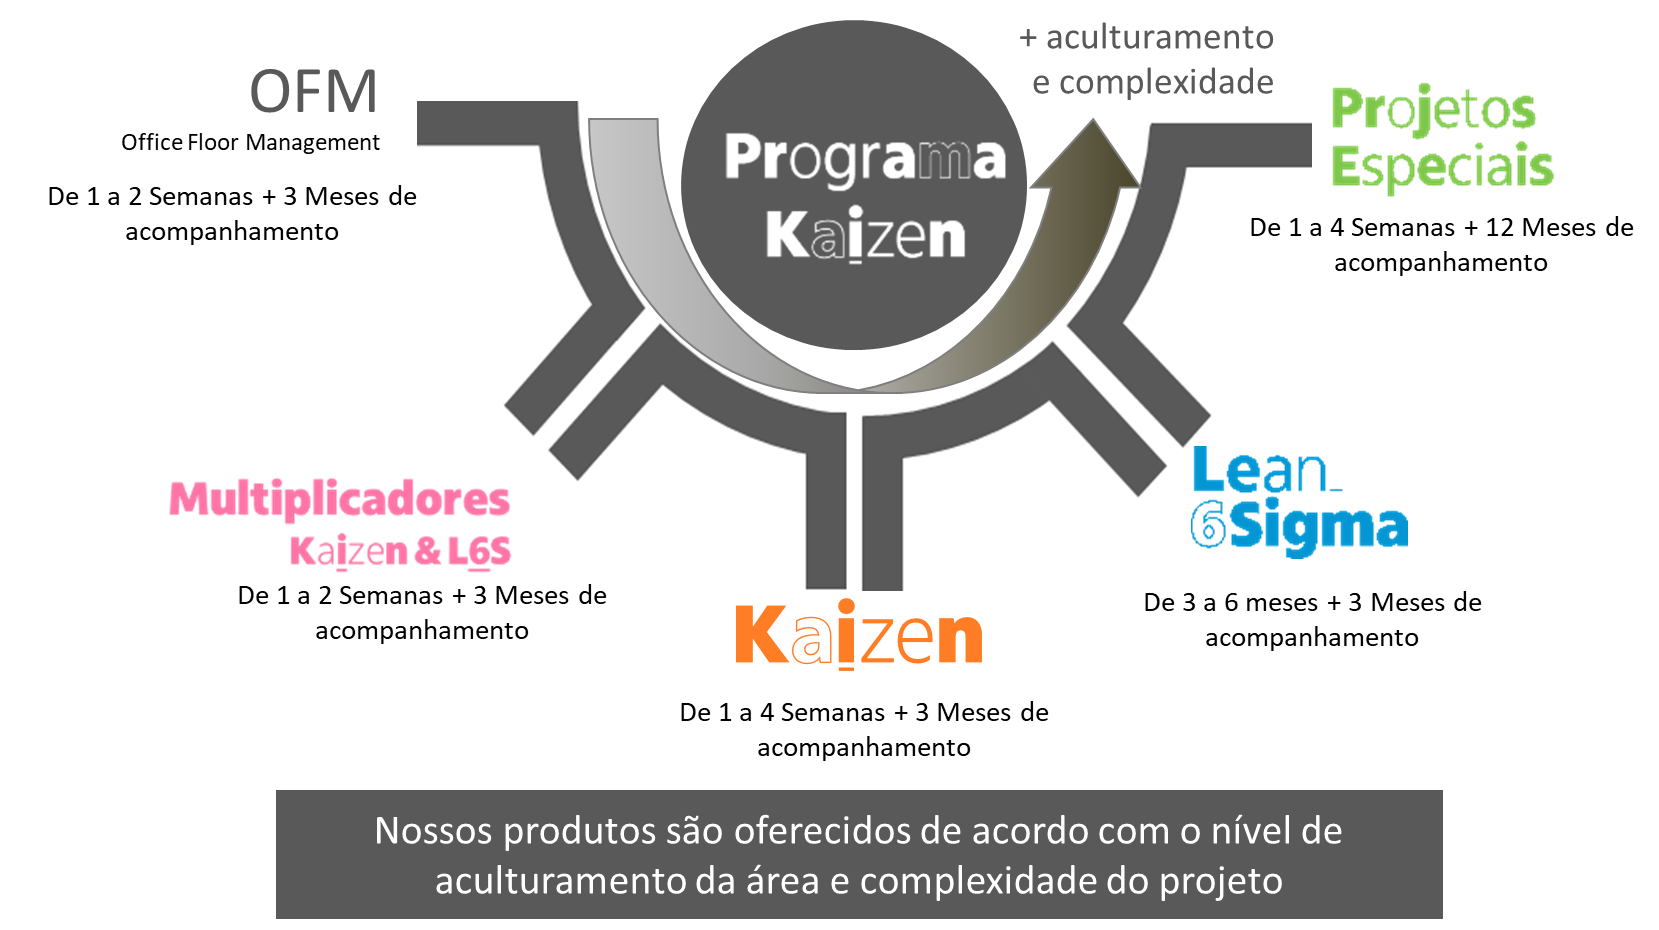 OFM
Office Floor Management
De 1 a 2 Semanas + 3 Meses de
acompanhamento
Programa
Kaizen
+ aculturamento
e complexidade
Projetos
Especiais
De 1 a 4 Semanas + 12 Meses de
acompanhamento
Multiplicadores
Kaizen & L6S
De 1 a 2 Semanas + 3 Meses de
acompanhamento
Kaizen
De 1 a 4 Semanas + 3 Meses de
acompanhamento
Lean_
6Sigma
De 3 a 6 meses + 3 Meses de
acompanhamento
Nossos produtos são oferecidos de acordo com o nível de
aculturamento da área e complexidade do projeto